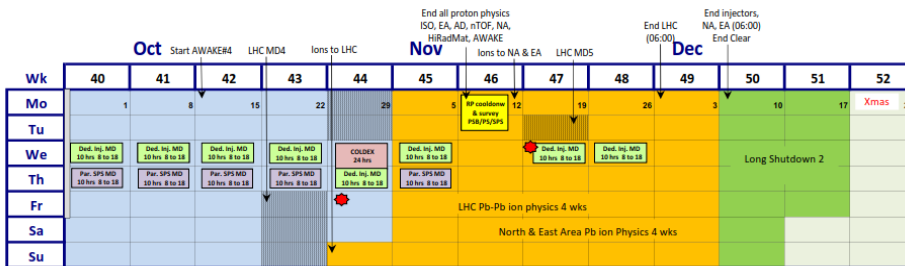 End all proton physics
ISO, EA, AD, nTOF, NA,
HiRadMat, AWAKE
End injectors,
NA, EA (06:00)
End Clear
End LHC
(06:00)
Oct
Start AWAKE#4
LHC MD4
Ions to LHC
Nov
Ions to NA & EA
LHC MD5
Dec
Wk 40 41 42 43 44 45 46 47 48 49 50 51 52
Mo 1 8 15 22 29 5 12 19 26 3 10 17 Xmas
RP cooldonw
& survey
PSB/PS/SPS
Tu
We
Ded. Inj. MD
10 hrs 8 to 18
Ded. Inj. MD
10 hrs 8 to 18
Ded. Inj. MD
10 hrs 8 to 18
Ded. Inj. MD
10 hrs 8 to 18
COLDEX
24 hrs
Ded. Inj. MD
10 hrs 8 to 18
Ded. Inj. MD
10 hrs 8 to 18
Ded. Inj. MD
10 hrs 8 to 18
Long Shutdown 2
Th
Par. SPS MD
10 hrs 8 to 18
Par. SPS MD
10 hrs 8 to 18
Par. SPS MD
10 hrs 8 to 18
Par. SPS MD
10 hrs 8 to 18
Ded. Inj. MD
10 hrs 8 to 18
Par. SPS MD
10 hrs 8 to 18
Fr
LHC Pb-Pb ion physics 4 wks
Sa
North & East Area Pb ion Physics 4 wks
Su